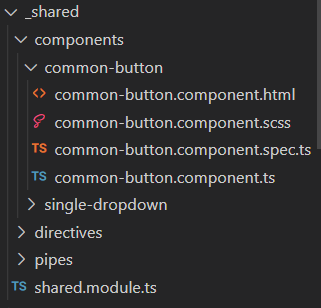 _shared
components
common-button
common-button.component.html
common-button.component.scss
TS common-button.component.spec.ts
TS common-button.component.ts
single-dropdown
directives
pipes
TS shared.module.ts